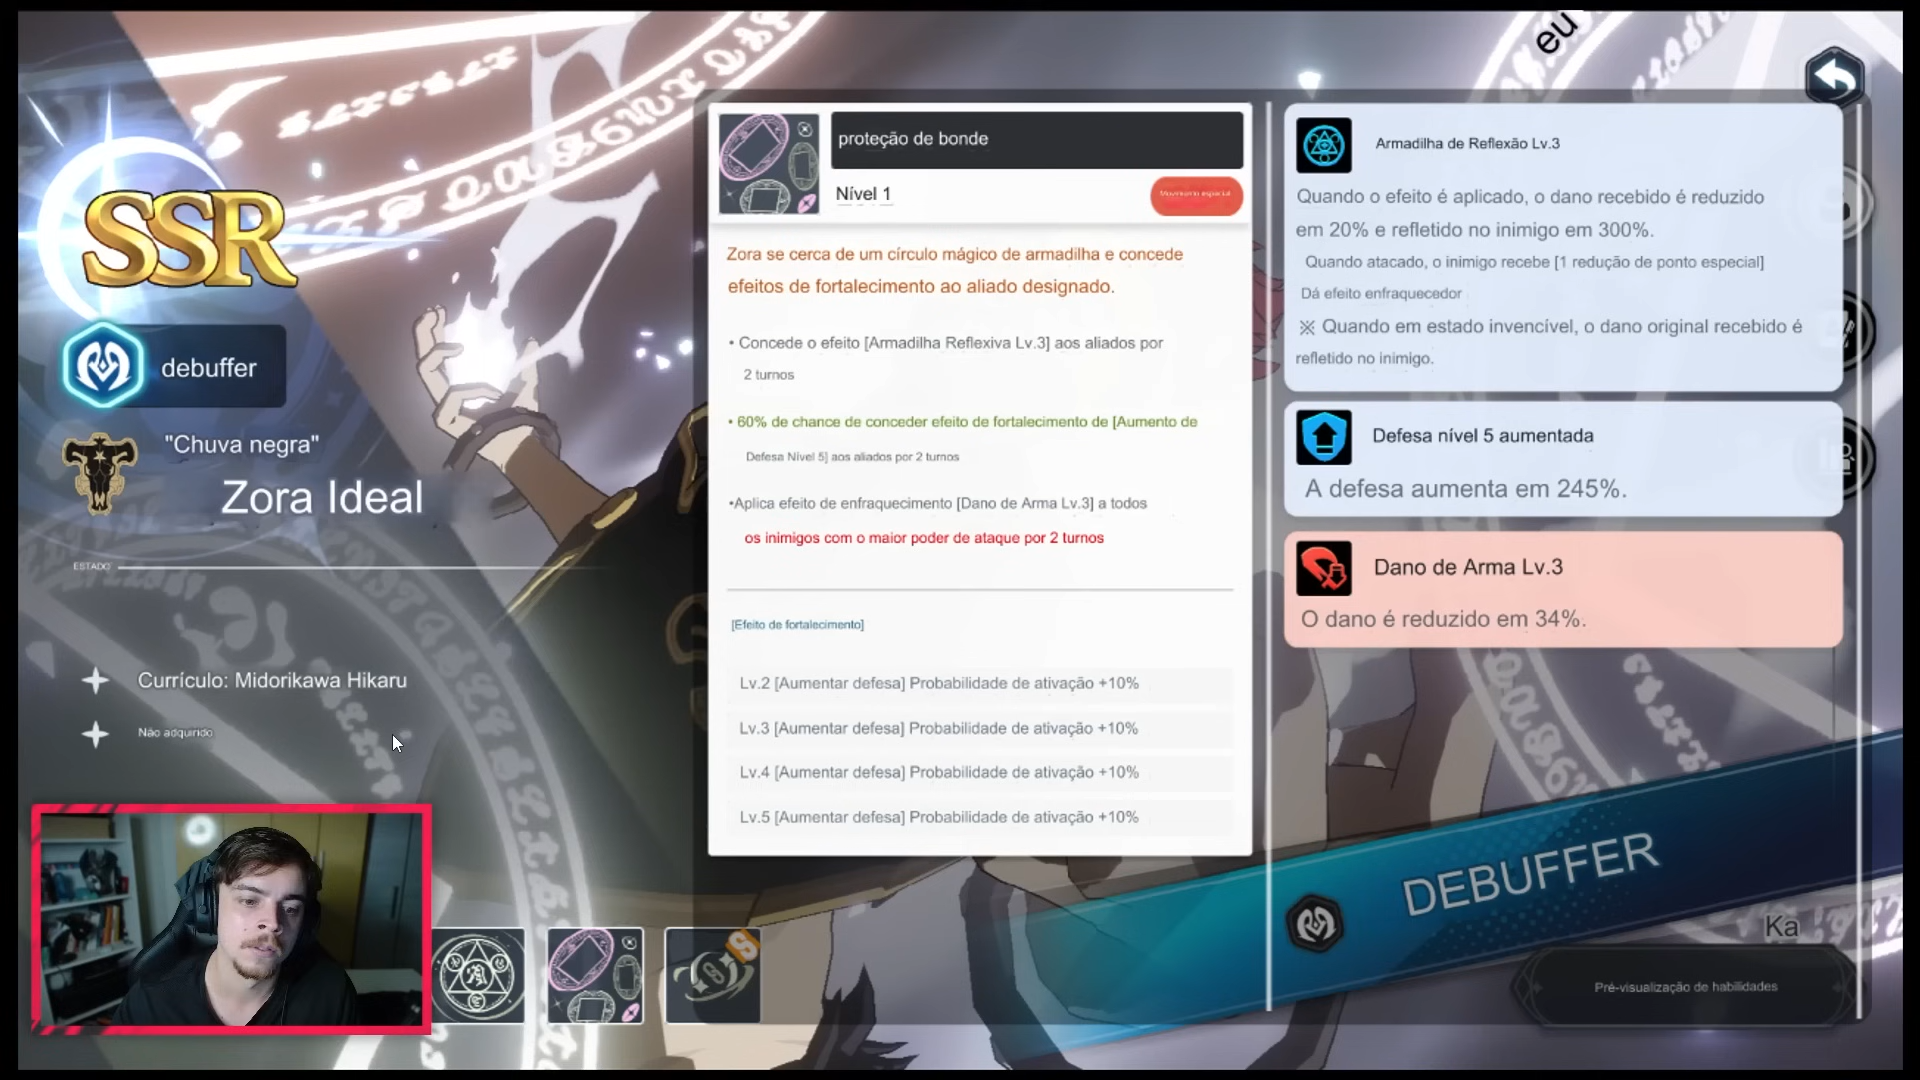 eu
SSR
debuffer
"Chuva negra"
Zora Ideal
ESTADO
Currículo: Midorikawa Hikaru
Não adquirido
proteção de bonde
Nível 1
Movimento especial
Zora se cerca de um círculo mágico de armadilha e concede
efeitos de fortalecimento ao aliado designado.
• Concede o efeito [Armadilha Reflexiva Lv.3] aos aliados por
2 turnos
• 60% de chance de conceder efeito de fortalecimento de [Aumento de
Defesa Nível 5] aos aliados por 2 turnos
•Aplica efeito de enfraquecimento [Dano de Arma Lv.3] a todos
os inimigos com o maior poder de ataque por 2 turnos
[Efeito de fortalecimento]
Lv.2 [Aumentar defesa] Probabilidade de ativação +10%
Lv.3 [Aumentar defesa] Probabilidade de ativação +10%
Lv.4 [Aumentar defesa] Probabilidade de ativação +10%
Lv.5 [Aumentar defesa] Probabilidade de ativação +10%
Armadilha de Reflexão Lv.3
Quando o efeito é aplicado, o dano recebido é reduzido
em 20% e refletido no inimigo em 300%.
Quando atacado, o inimigo recebe [1 redução de ponto especial]
Dá efeito enfraquecedor
※ Quando em estado invencível, o dano original recebido é
refletido no inimigo.
Defesa nível 5 aumentada
A defesa aumenta em 245%.
Dano de Arma Lv.3
O dano é reduzido em 34%.
DEBUFFER
Ka
Pré-visualização de habilidades
S